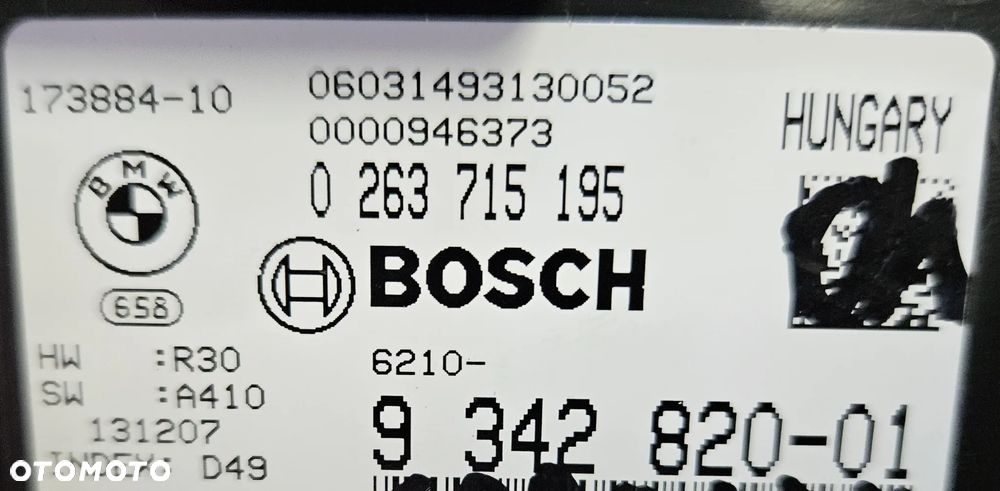 173884-10
06031493130052
0000946373
HUNGARY
0 263 715 195
BMW
BOSCH
658
HW :R30
6210-
SW :A410
9 342 820-01
131207
INDEX: D49
OTOMOTO